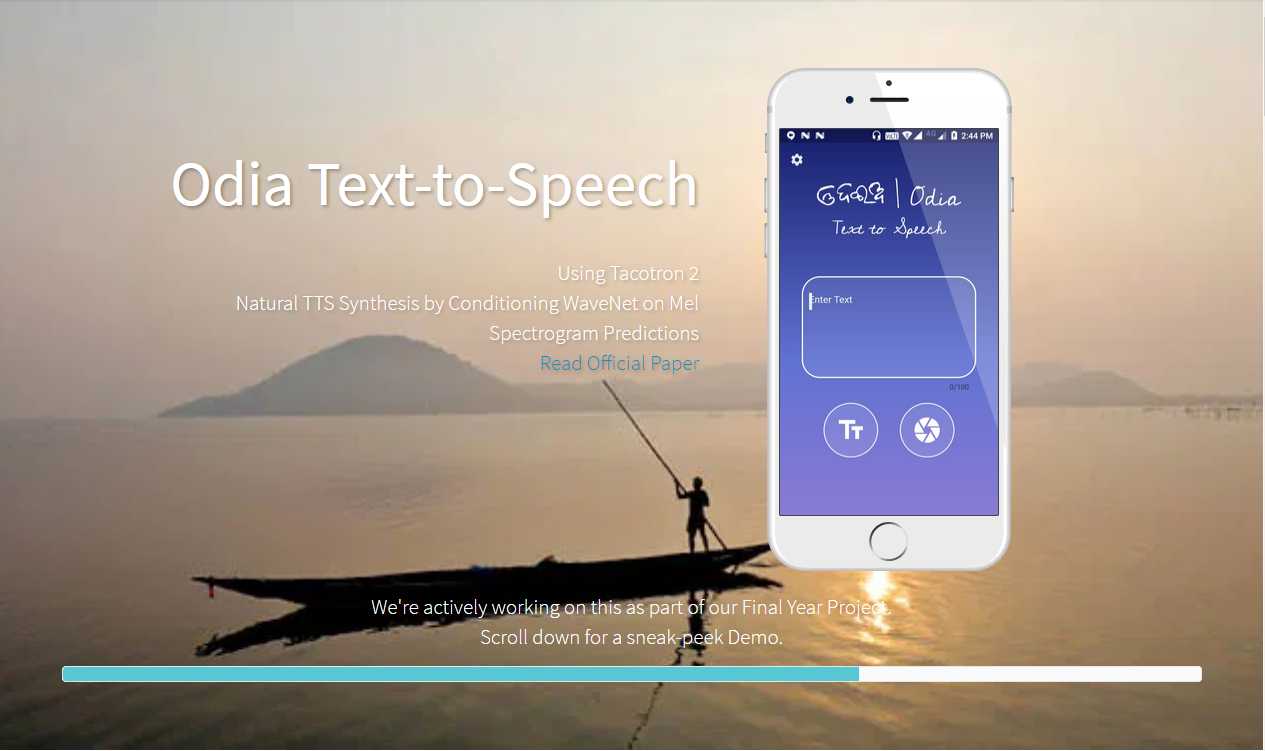 Odia Text-to-Speech
Using Tacotron 2
Natural TTS Synthesis by Conditioning WaveNet on Mel
Spectrogram Predictions
Read Official Paper
4G 2:44 PM
| Odia
Text to Speech
Enter Text
0/100
TT
We're actively working on this as part of our Final Year Project.
Scroll down for a sneak-peek Demo.